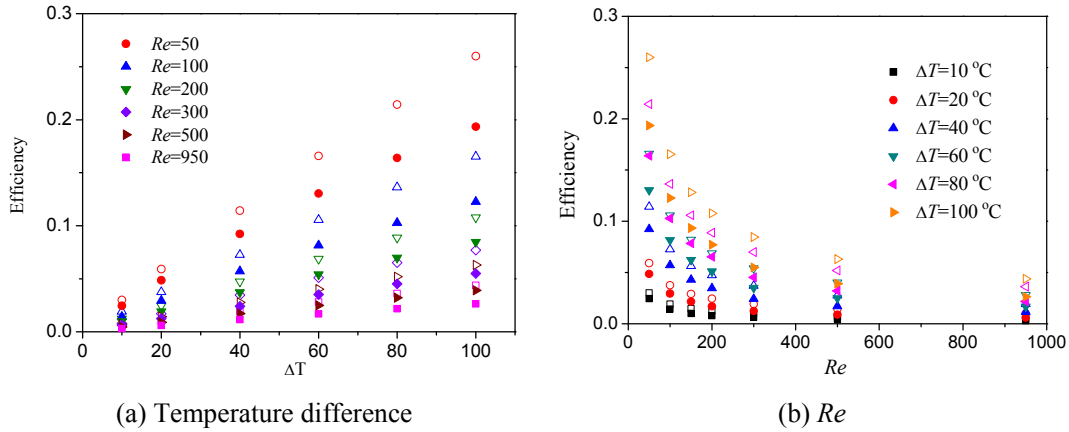 0.3
0.2
0.1
0.0
Efficiency
0 20 40 60 80 100
ΔT
Re=50
Re=100
Re=200
Re=300
Re=500
Re=950
(a) Temperature difference
0.3
0.2
0.1
0.0
Efficiency
0 200 400 600 800 1000
Re
ΔT=10 °C
ΔT=20 °C
ΔT=40 °C
ΔT=60 °C
ΔT=80 °C
ΔT=100 °C
(b) Re